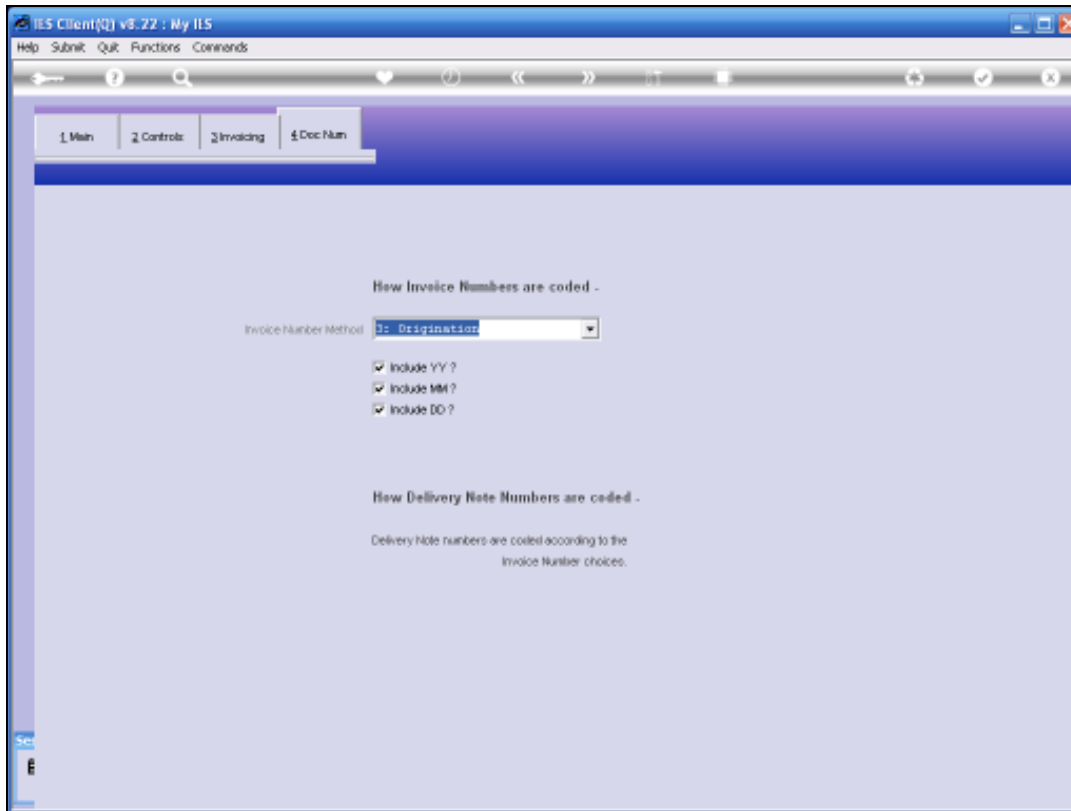 IES Client(Q) v8.22 : My IES
Help Submit Quit Functions Commands
1 Main 2 Controls 3 Invoicing 4 Doc Num
How Invoice Numbers are coded -
Invoice Number Method 3: Origination
Include YY ?
Include MM ?
Include DD ?
How Delivery Note Numbers are coded -
Delivery Note numbers are coded according to the
Invoice Number choices.